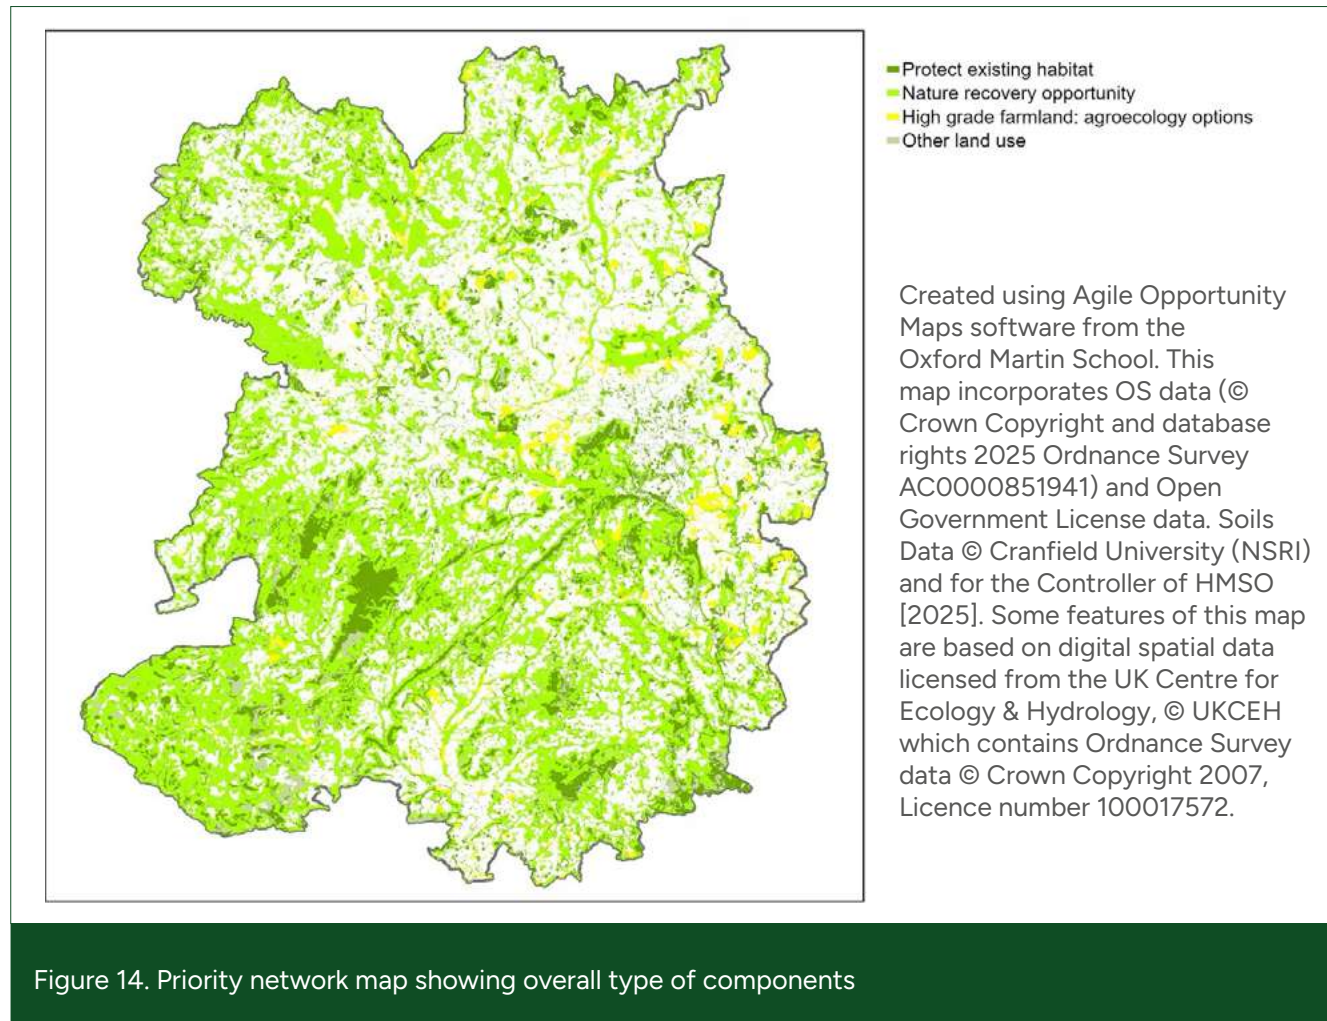 Protect existing habitat
Nature recovery opportunity
High grade farmland: agroecology options
Other land use
Created using Agile Opportunity
Maps software from the
Oxford Martin School. This
map incorporates OS data (©
Crown Copyright and database
rights 2025 Ordnance Survey
AC0000851941) and Open
Government License data. Soils
Data © Cranfield University (NSRI)
and for the Controller of HMSO
[2025]. Some features of this map
are based on digital spatial data
licensed from the UK Centre for
Ecology & Hydrology, © UKCEH
which contains Ordnance Survey
data © Crown Copyright 2007,
Licence number 100017572.
Figure 14. Priority network map showing overall type of components